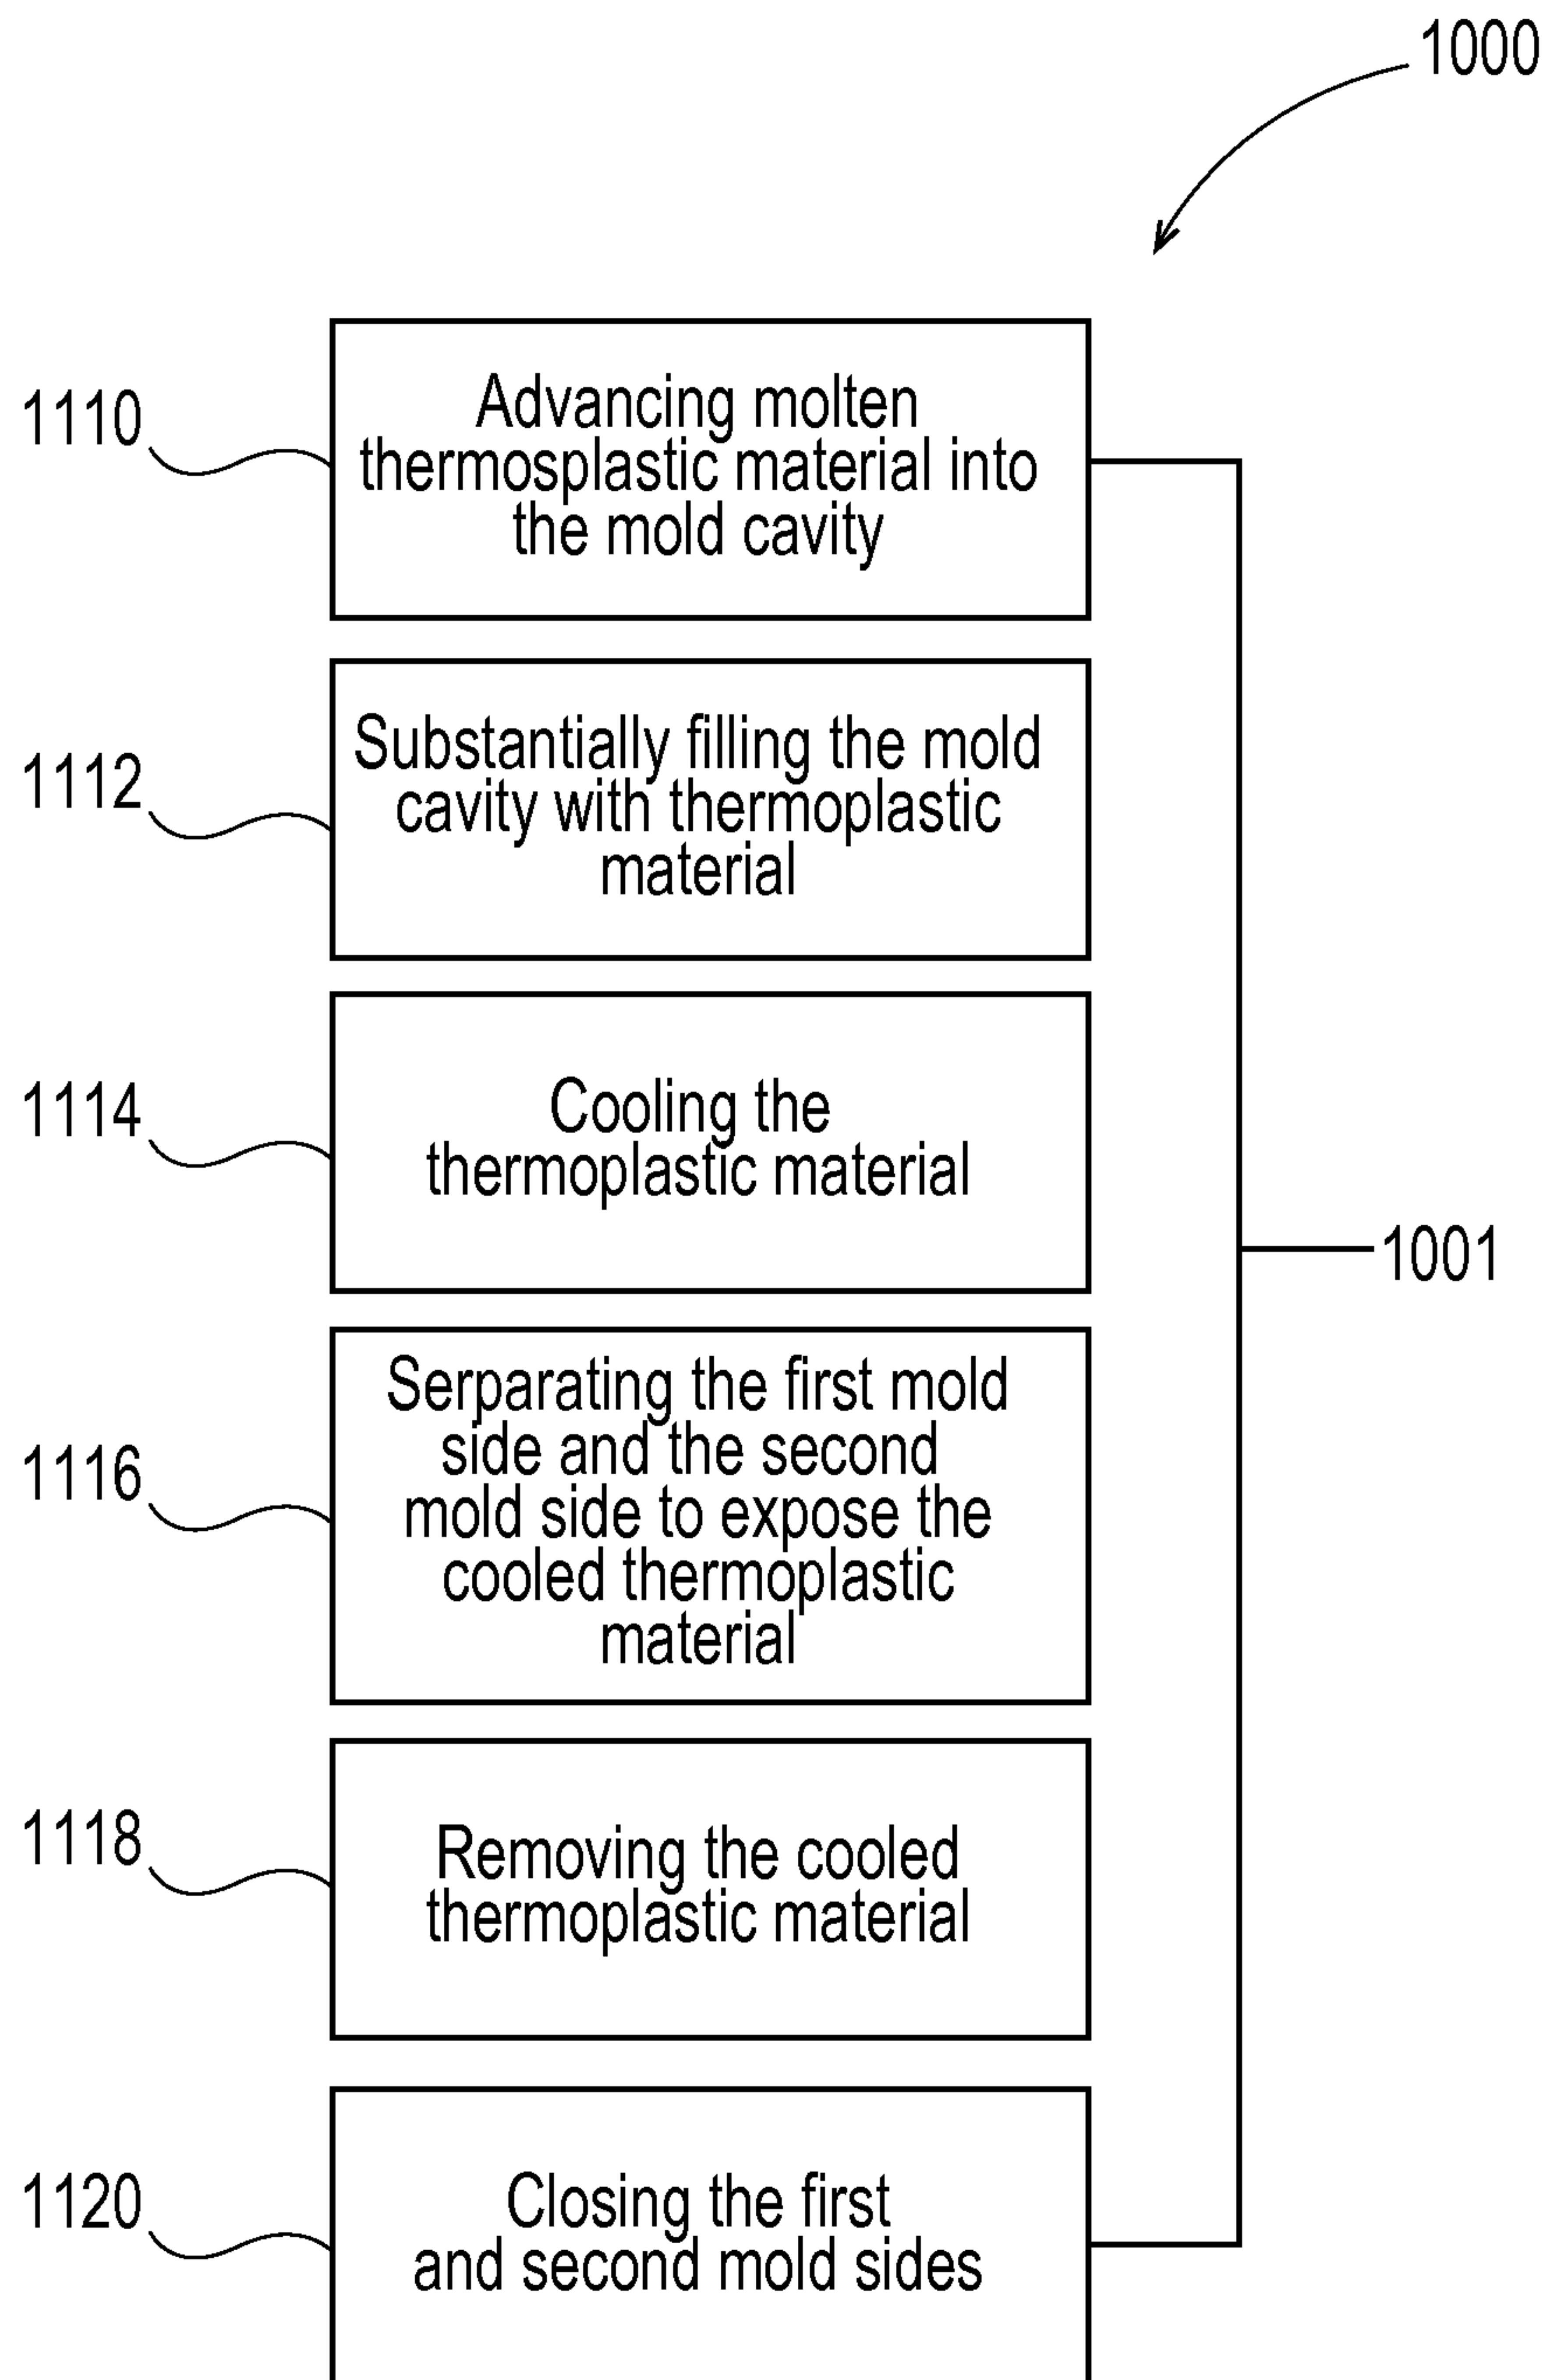 1000
1110
Advancing molten
thermosplastic material into
the mold cavity
1112
Substantially filling the mold
cavity with thermoplastic
material
1114
Cooling the
thermoplastic material
1001
1116
Serparating the first mold
side and the second
mold side to expose the
cooled thermoplastic
material
1118
Removing the cooled
thermoplastic material
1120
Closing the first
and second mold sides